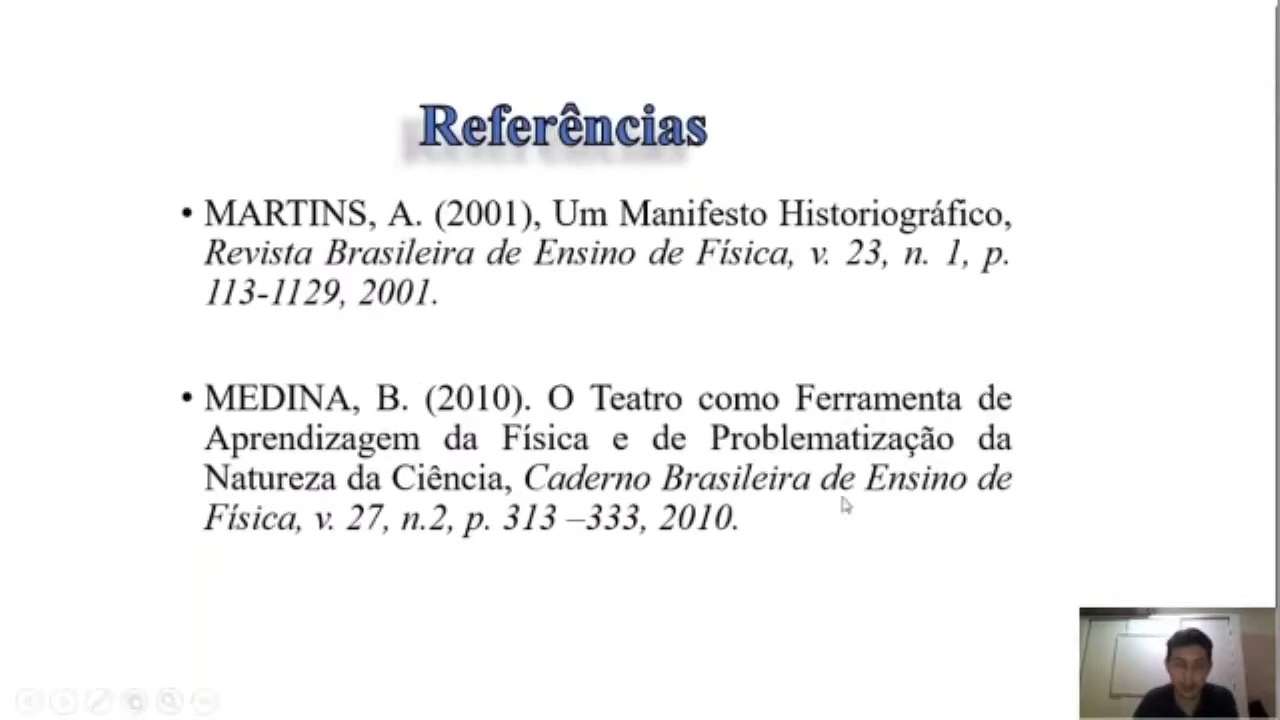 Referências
• MARTINS, A. (2001), Um Manifesto Historiográfico,
Revista Brasileira de Ensino de Física, v. 23, n. 1, p.
113-1129, 2001.
• MEDINA, B. (2010). O Teatro como Ferramenta de
Aprendizagem da Física e de Problematização da
Natureza da Ciência, Caderno Brasileira de Ensino de
Física, v. 27, n.2, p. 313 –333, 2010.